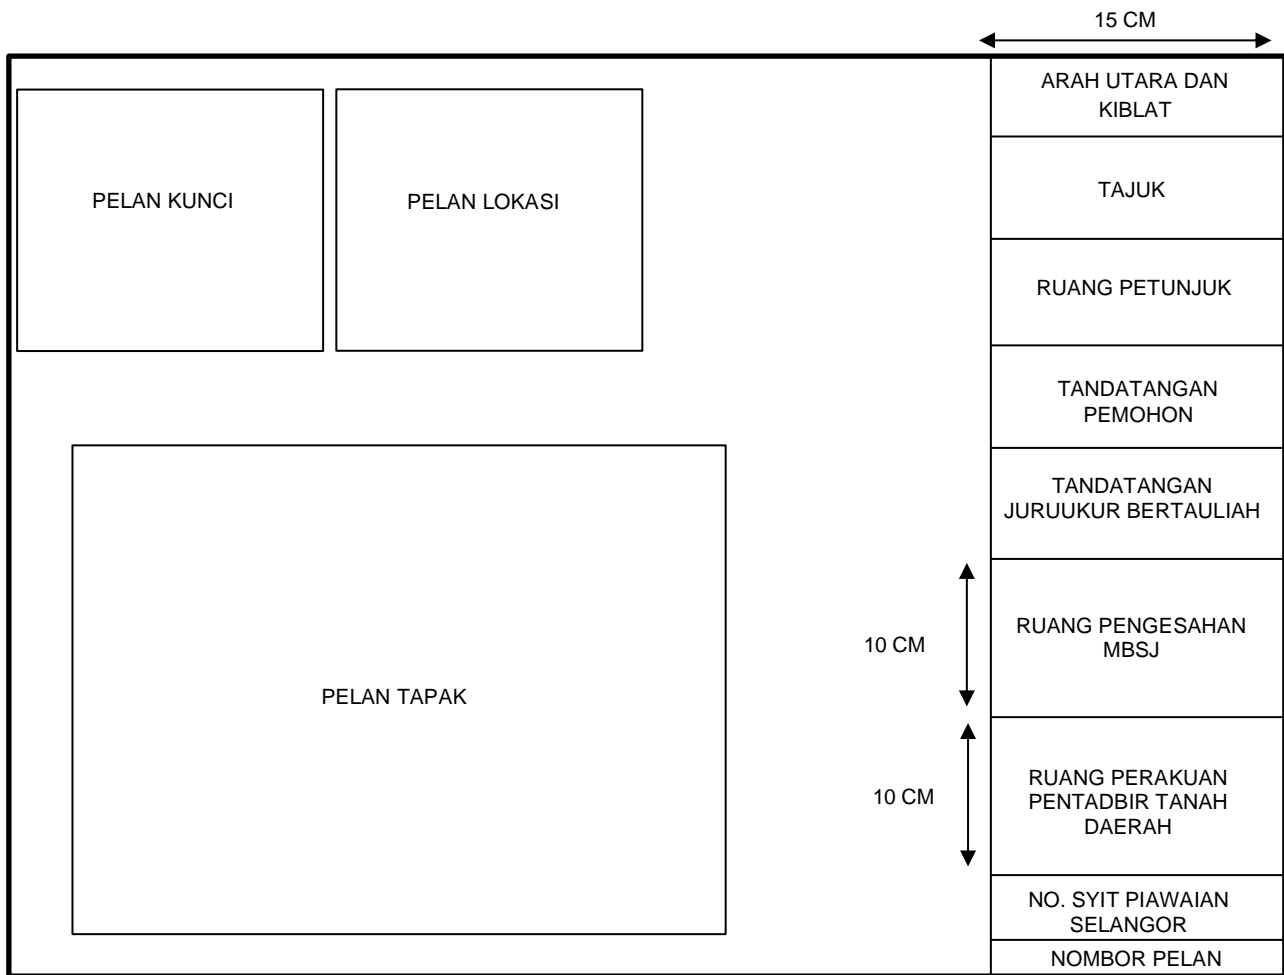 15 CM
PELAN KUNCI
PELAN LOKASI
PELAN TAPAK
10 CM
10 CM
ARAH UTARA DAN
KIBLAT
TAJUK
RUANG PETUNJUK
TANDATANGAN
PEMOHON
TANDATANGAN
JURUUKUR BERTAULIAH
RUANG PENGESAHAN
MBSJ
RUANG PERAKUAN
PENTADBIR TANAH
DAERAH
NO. SYIT PIAWAIAN
SELANGOR
NOMBOR PELAN